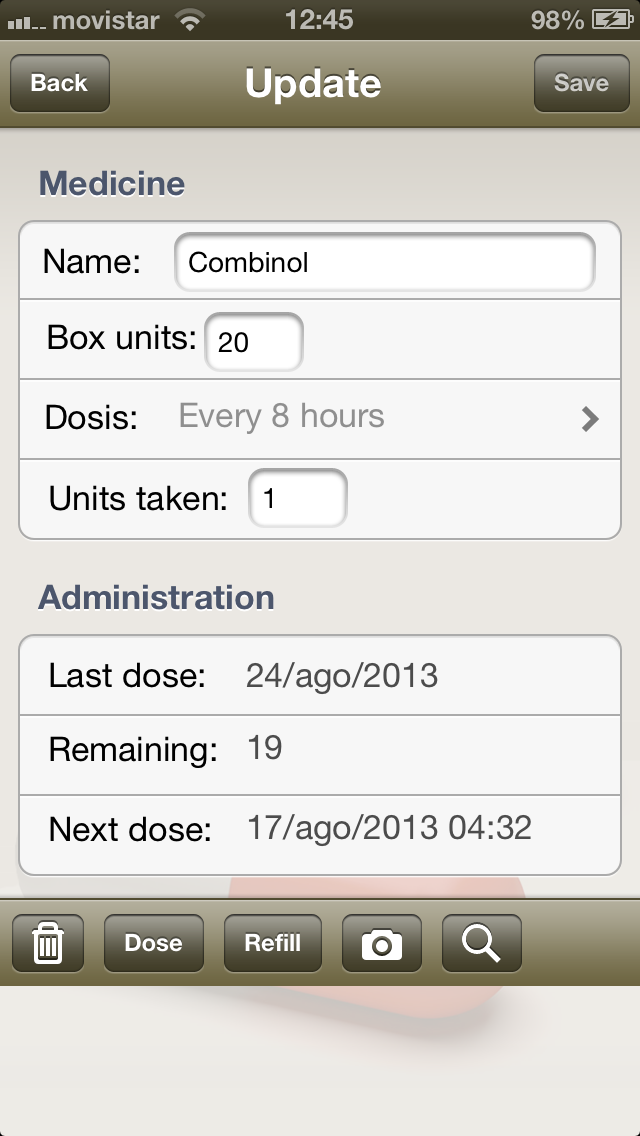 movistar 12:45 98%
Back Update Save
Medicine
Name: Combinol
Box units: 20
Dosis: Every 8 hours
Units taken: 1
Administration
Last dose: 24/ago/2013
Remaining: 19
Next dose: 17/ago/2013 04:32
Dose Refill